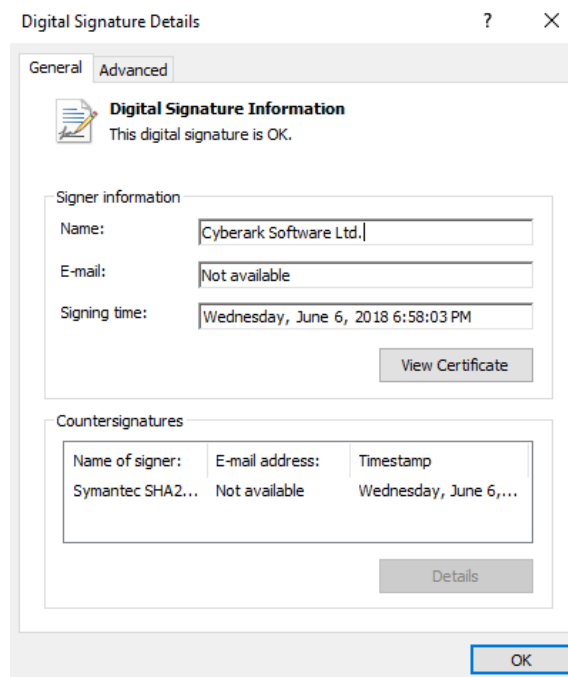 Digital Signature Details ? ×
General Advanced
Digital Signature Information
This digital signature is OK.
Signer information
Name: Cyberark Software Ltd.
E-mail: Not available
Signing time: Wednesday, June 6, 2018 6:58:03 PM
View Certificate
Countersignatures
Name of signer: E-mail address: Timestamp
Symantec SHA2... Not available Wednesday, June 6,...
Details
OK